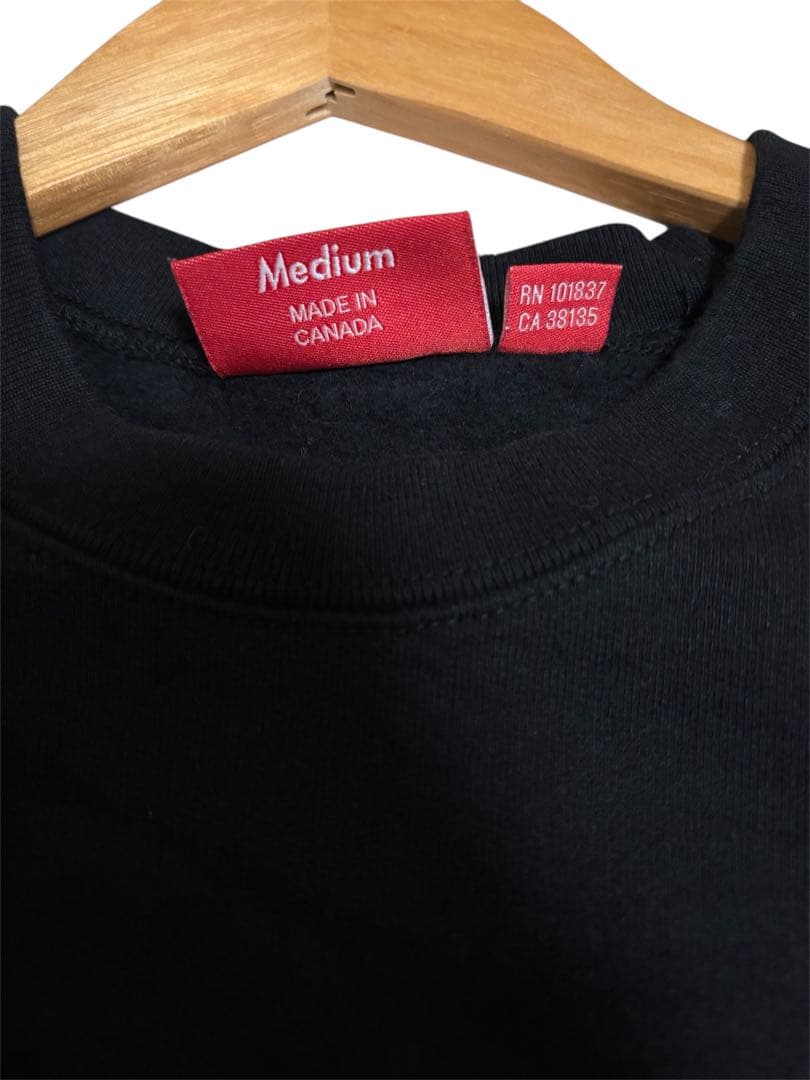 Medium
MADE IN
CANADA
RN 101837
CA 38135